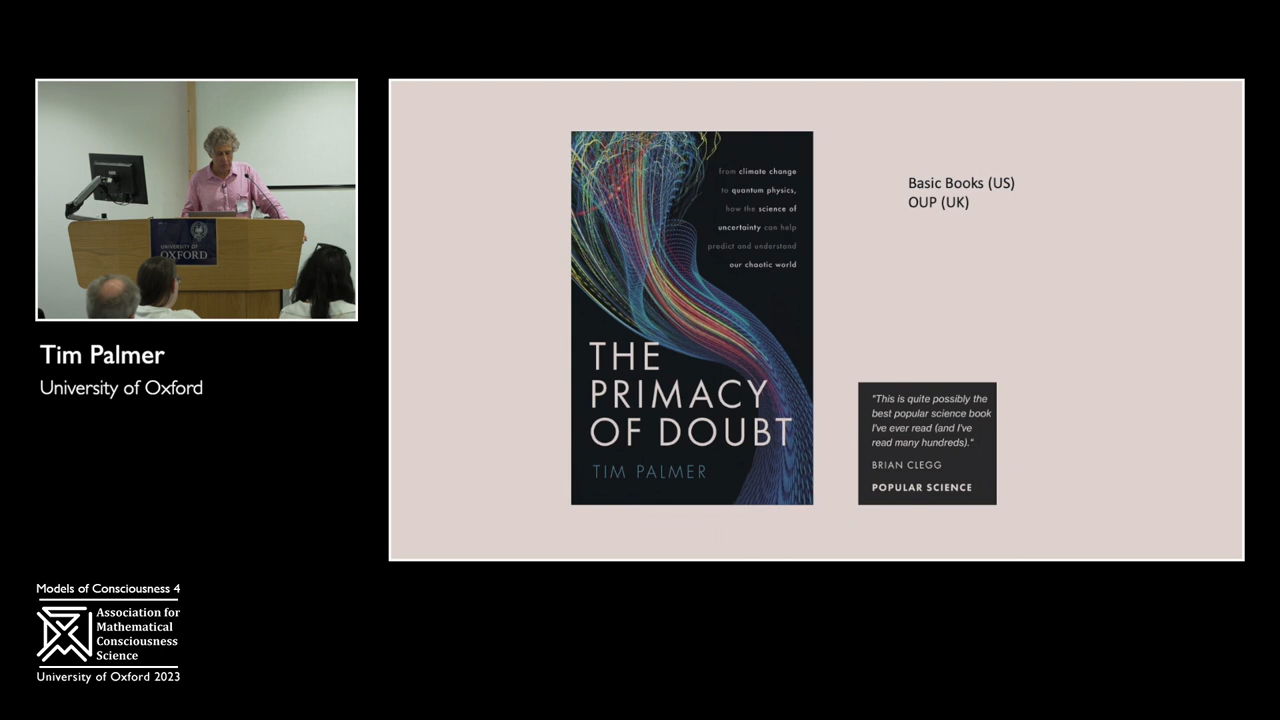 UNIVERSITY OF
OXFORD
Tim Palmer
University of Oxford
from climate change
to quantum physics,
how the science of
uncertainty can help
predict and understand
our chaotic world
THE
PRIMACY
OF DOUBT
TIM PALMER
Basic Books (US)
OUP (UK)
"This is quite possibly the
best popular science book
I've ever read (and I've
read many hundreds)."
BRIAN CLEGG
POPULAR SCIENCE
Models of Consciousness 4
Association for
Mathematical
Consciousness
Science
University of Oxford 2023